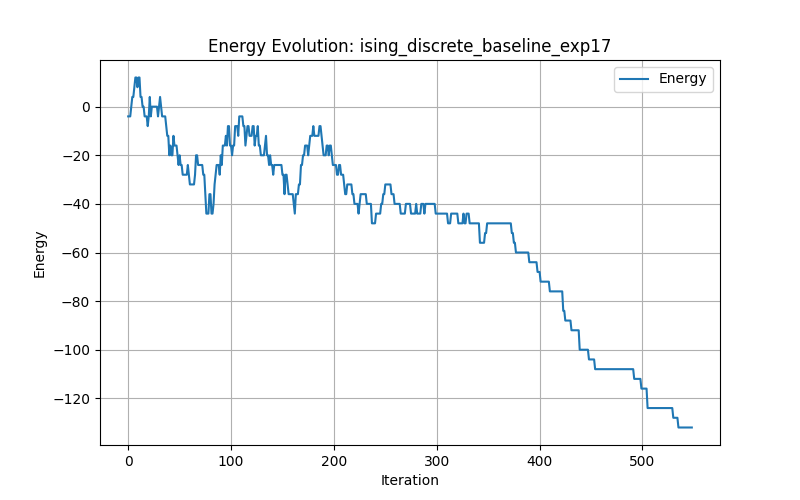 Energy Evolution: ising_discrete_baseline_exp17
Energy
0
−20
−40
−60
−80
−100
−120
Energy
0 100 200 300 400 500
Iteration